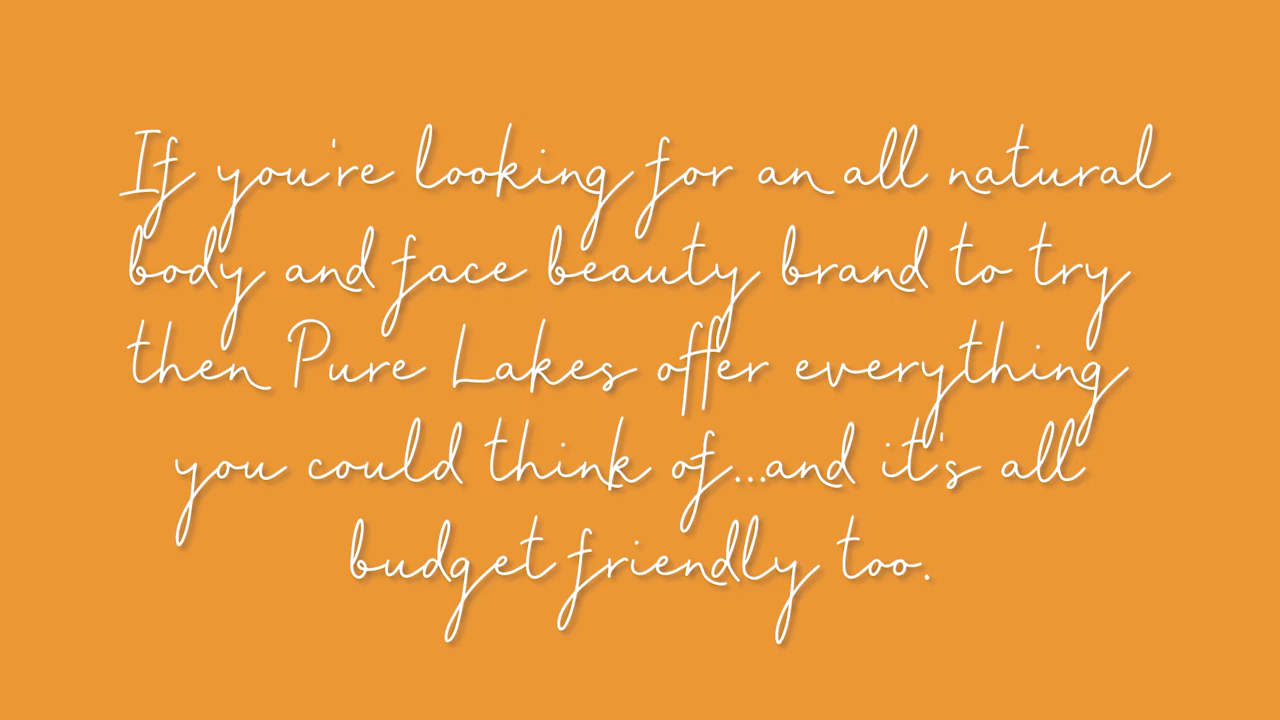 If you're looking for an all natural
body and face beauty brand to try
then Pure Lakes offer everything
you could think of...and it's all
budget friendly too.